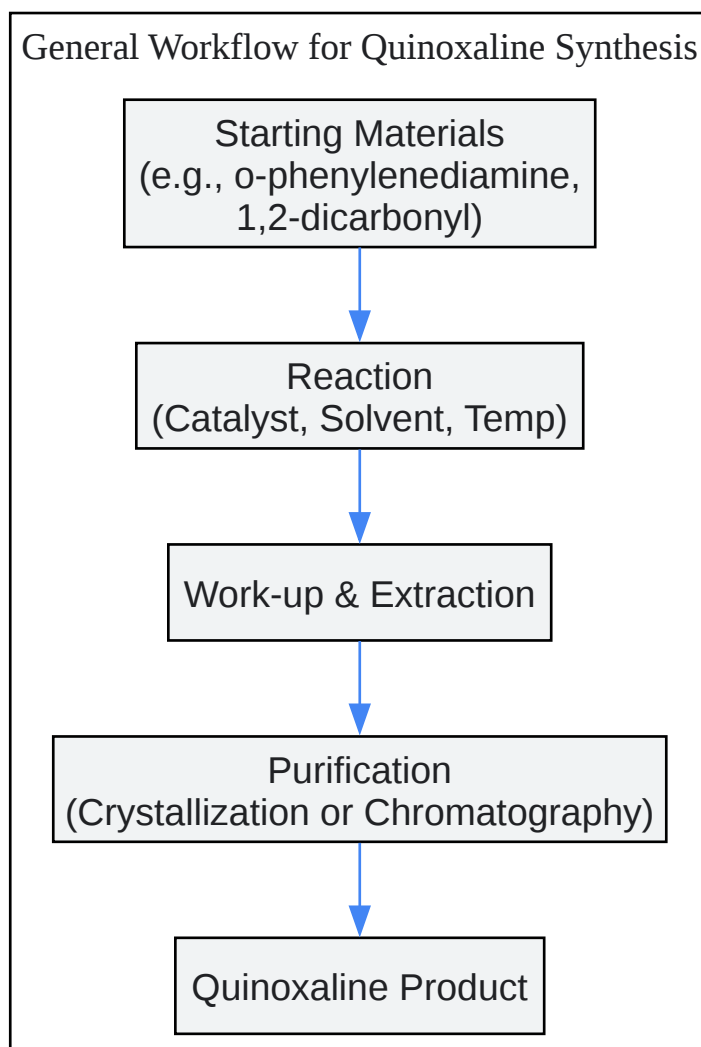 General Workflow for Quinoxaline Synthesis
Starting Materials
(e.g., o-phenylenediamine,
1,2-dicarbonyl)
Reaction
(Catalyst, Solvent, Temp)
Work-up & Extraction
Purification
(Crystallization or Chromatography)
Quinoxaline Product